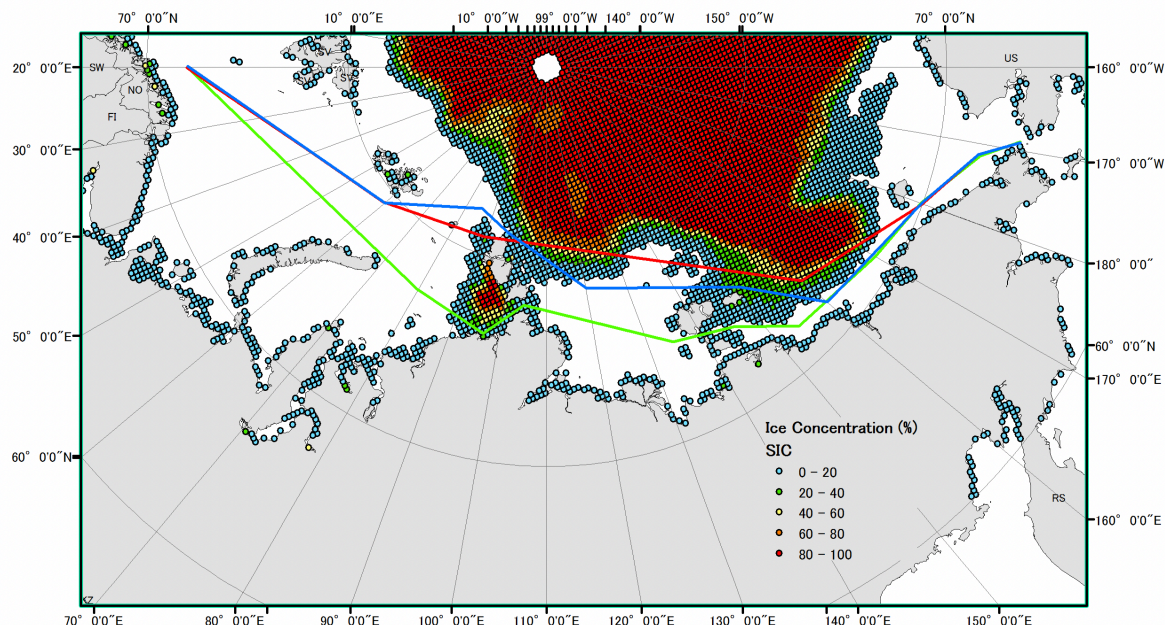 70° 0'0"N 10° 0'0"E 10° 0'0"W 99° 0'0"W 140° 0'0"W 150° 0'0"W 70° 0'0"N
20° 0'0"E
30° 0'0"E
40° 0'0"E
50° 0'0"E
60° 0'0"N
SW
NO
FI
SV
US
RS
KZ
160° 0'0"W
170° 0'0"W
180° 0'0"
60° 0'0"N
170° 0'0"E
160° 0'0"E
Ice Concentration (%)
SIC
0 - 20
20 - 40
40 - 60
60 - 80
80 - 100
70° 0'0"E 80° 0'0"E 90° 0'0"E 100° 0'0"E 110° 0'0"E 120° 0'0"E 130° 0'0"E 140° 0'0"E 150° 0'0"E